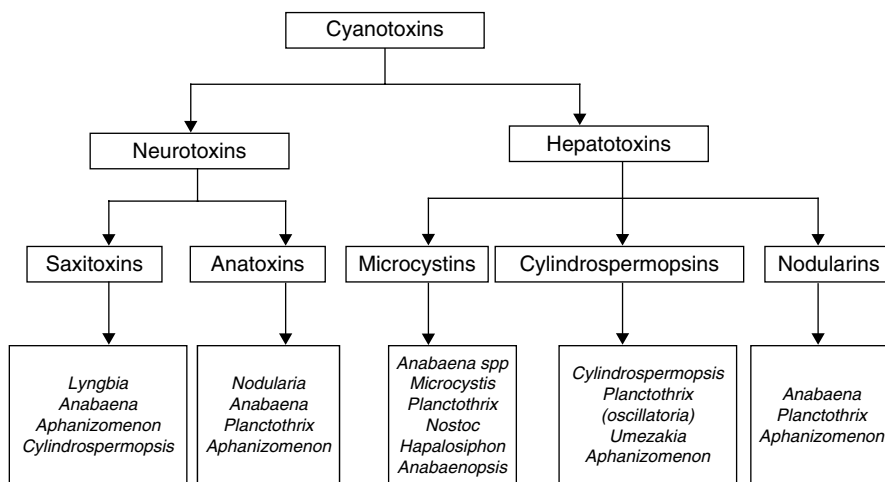 Cyanotoxins
Neurotoxins
Hepatotoxins
Saxitoxins
Anatoxins
Microcystins
Cylindrospermopsins
Nodularins
Lyngbia
Anabaena
Aphanizomenon
Cylindrospermopsis
Nodularia
Anabaena
Planctothrix
Aphanizomenon
Anabaena spp
Microcystis
Planctothrix
Nostoc
Hapalosiphon
Anabaenopsis
Cylindrospermopsis
Planctothrix
(oscillatoria)
Umezakia
Aphanizomenon
Anabaena
Planctothrix
Aphanizomenon